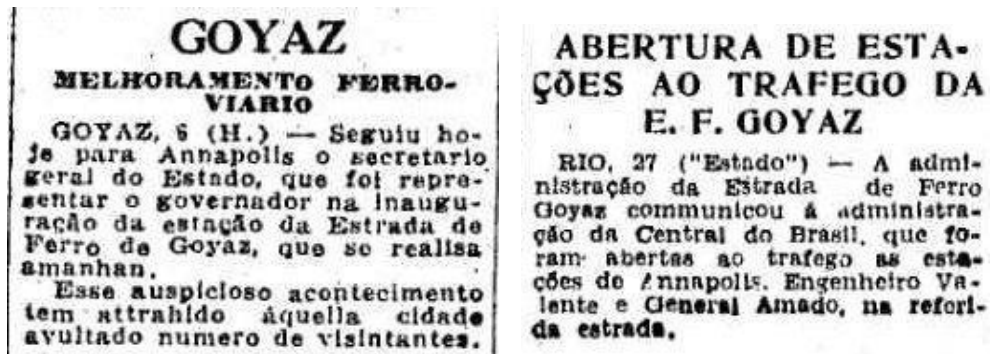 GOYAZ
MELHORAMENTO FERRO-
VIARIO
GOYAZ, 6 (H.) — Seguiu ho-
je para Annapolis o secretario
geral do Estado, que foi repre-
sentar o governador na inaugu-
ração da estação da Estrada de
Ferro de Goyaz, que se realisa
amanhan.
Esse auspicioso acontecimento
tem attrahido áquella cidade
avultado numero de visintantes.
ABERTURA DE ESTA-
ÇÕES AO TRAFEGO DA
E. F. GOYAZ
RIO, 27 ("Estado") — A admi-
nistração da Estrada de Ferro
Goyaz communicou á administra-
ção da Central do Brasil, que fo-
ram abertas ao trafego as esta-
ções de Annapolis, Engenheiro Va-
lente e General Amado, na referi-
da estrada.